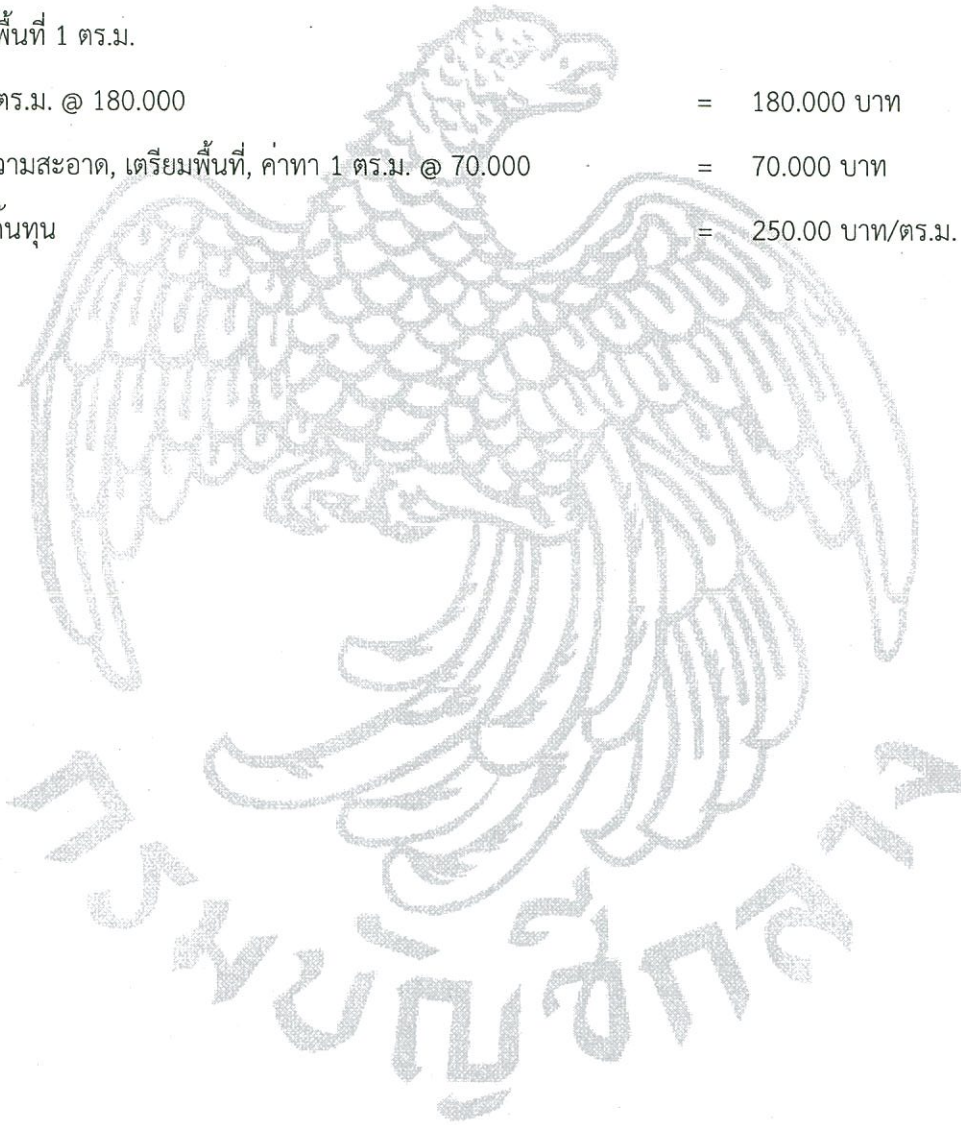 พื้นที่ 1 ตร.ม.
ตร.ม. @ 180.000 = 180.000 บาท
วามสะอาด, เตรียมพื้นที่, ค่าทา 1 ตร.ม. @ 70.000 = 70.000 บาท
้นทุน = 250.00 บาท/ตร.ม.
กรมบัญชีกลาง